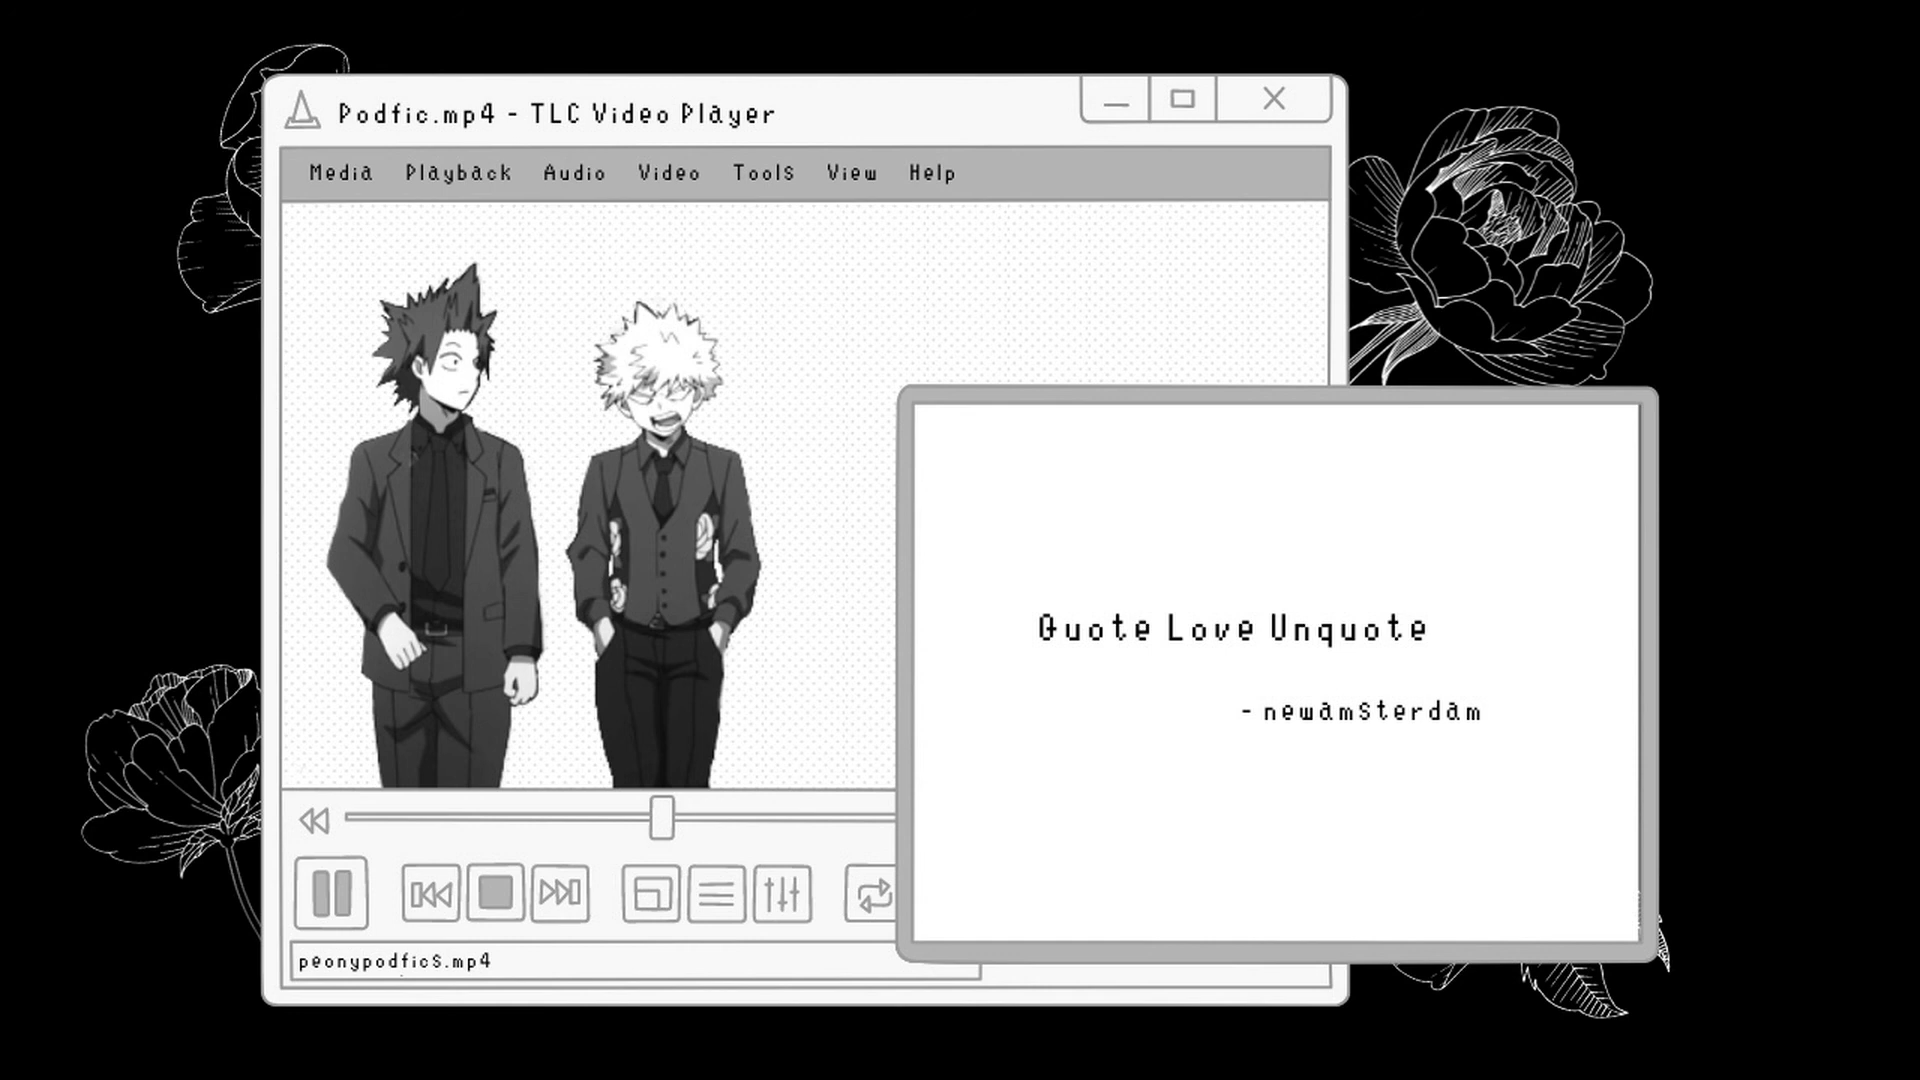 Podfic.mp4 - TLC Video Player
Media Playback Audio Video Tools View Help
Quote Love Unquote
- newamsterdam
peonypodfics.mp4